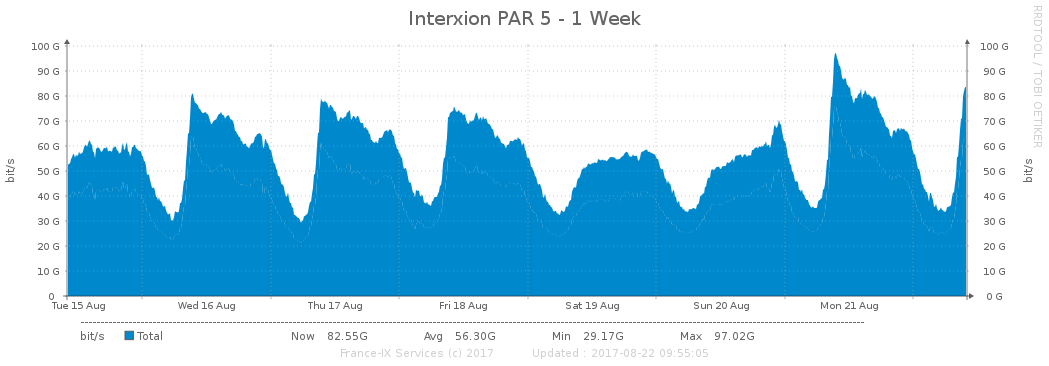 Interxion PAR 5 - 1 Week
RRDTOOL / TOBI OETIKER
bit/s
100 G 100 G
90 G 90 G
80 G 80 G
70 G 70 G
60 G 60 G
50 G 50 G
40 G 40 G
30 G 30 G
20 G 20 G
10 G 10 G
0 0 G
bit/s
Tue 15 Aug Wed 16 Aug Thu 17 Aug Fri 18 Aug Sat 19 Aug Sun 20 Aug Mon 21 Aug
bit/s Total Now 82.55G Avg 56.30G Min 29.17G Max 97.02G
France-IX Services (c) 2017 Updated : 2017-08-22 09:55:05